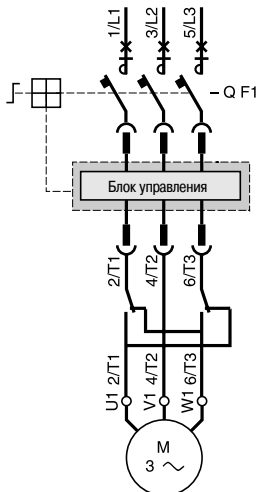 1/L1
3/L2
5/L3
Q F1
Блок управления
2/T1
4/T2
6/T3
U1 2/T1
V1 4/T2
W1 6/T3
M
3 ~